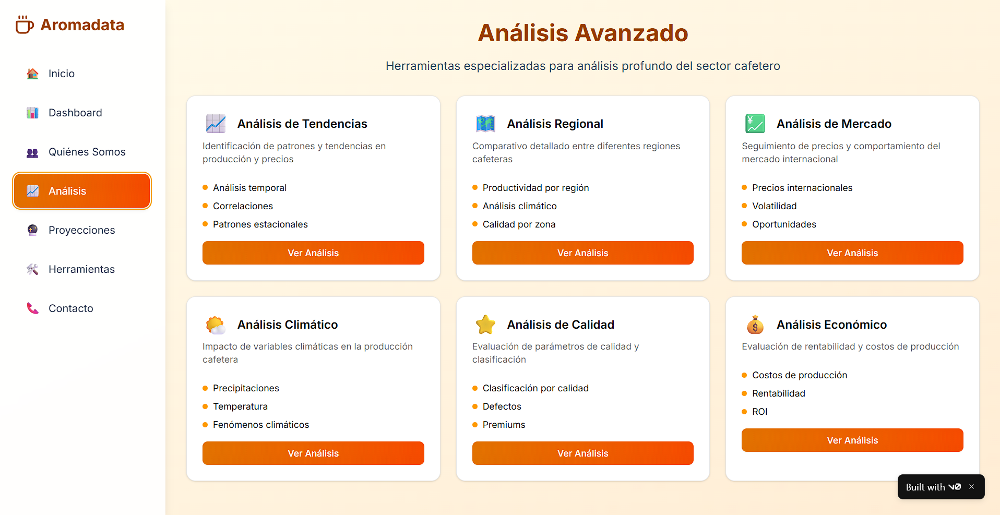 Aromadata
Inicio
Dashboard
Quiénes Somos
Análisis
Proyecciones
Herramientas
Contacto
Análisis Avanzado
Herramientas especializadas para análisis profundo del sector cafetero
Análisis de Tendencias
Identificación de patrones y tendencias en
producción y precios
Análisis temporal
Correlaciones
Patrones estacionales
Ver Análisis
Análisis Regional
Comparativo detallado entre diferentes regiones
cafeteras
Productividad por región
Análisis climático
Calidad por zona
Ver Análisis
Análisis de Mercado
Seguimiento de precios y comportamiento del
mercado internacional
Precios internacionales
Volatilidad
Oportunidades
Ver Análisis
Análisis Climático
Impacto de variables climáticas en la producción
cafetera
Precipitaciones
Temperatura
Fenómenos climáticos
Ver Análisis
Análisis de Calidad
Evaluación de parámetros de calidad y
clasificación
Clasificación por calidad
Defectos
Premiums
Ver Análisis
Análisis Económico
Evaluación de rentabilidad y costos de producción
Costos de producción
Rentabilidad
ROI
Ver Análisis
Built with v0